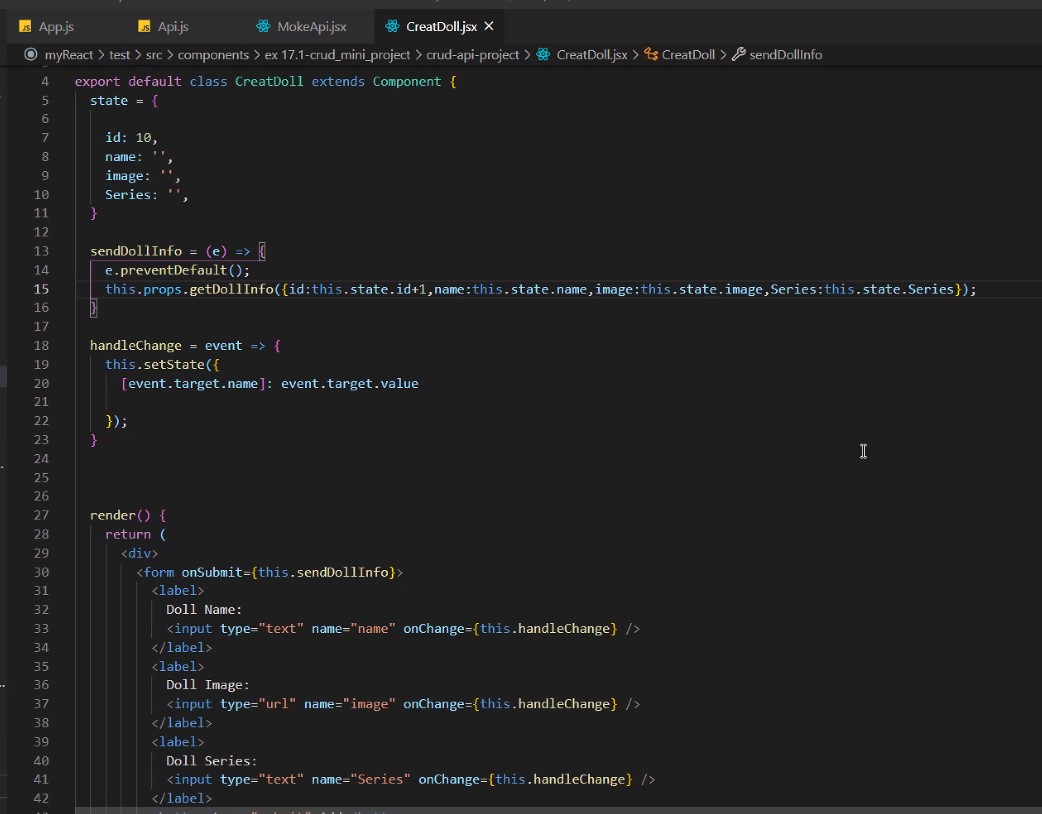 JS App.js JS Api.js MokeApi.jsx CreatDoll.jsx ×
myReact > test > src > components > ex 17.1-crud_mini_project > crud-api-project > CreatDoll.jsx > CreatDoll > sendDollInfo
4 export default class CreatDoll extends Component {
5 state = {
6
7 id: 10,
8 name: '',
9 image: '',
10 Series: '',
11 }
12
13 sendDollInfo = (e) => {
14 e.preventDefault();
15 this.props.getDollInfo({id:this.state.id+1,name:this.state.name,image:this.state.image,Series:this.state.Series});
16 }
17
18 handleChange = event => {
19 this.setState({
20 [event.target.name]: event.target.value
21
22 });
23 }
24
25
26
27 render() {
28 return (
29 <div>
30 <form onSubmit={this.sendDollInfo}>
31 <label>
32 Doll Name:
33 <input type="text" name="name" onChange={this.handleChange} />
34 </label>
35 <label>
36 Doll Image:
37 <input type="url" name="image" onChange={this.handleChange} />
38 </label>
39 <label>
40 Doll Series:
41 <input type="text" name="Series" onChange={this.handleChange} />
42 </label>